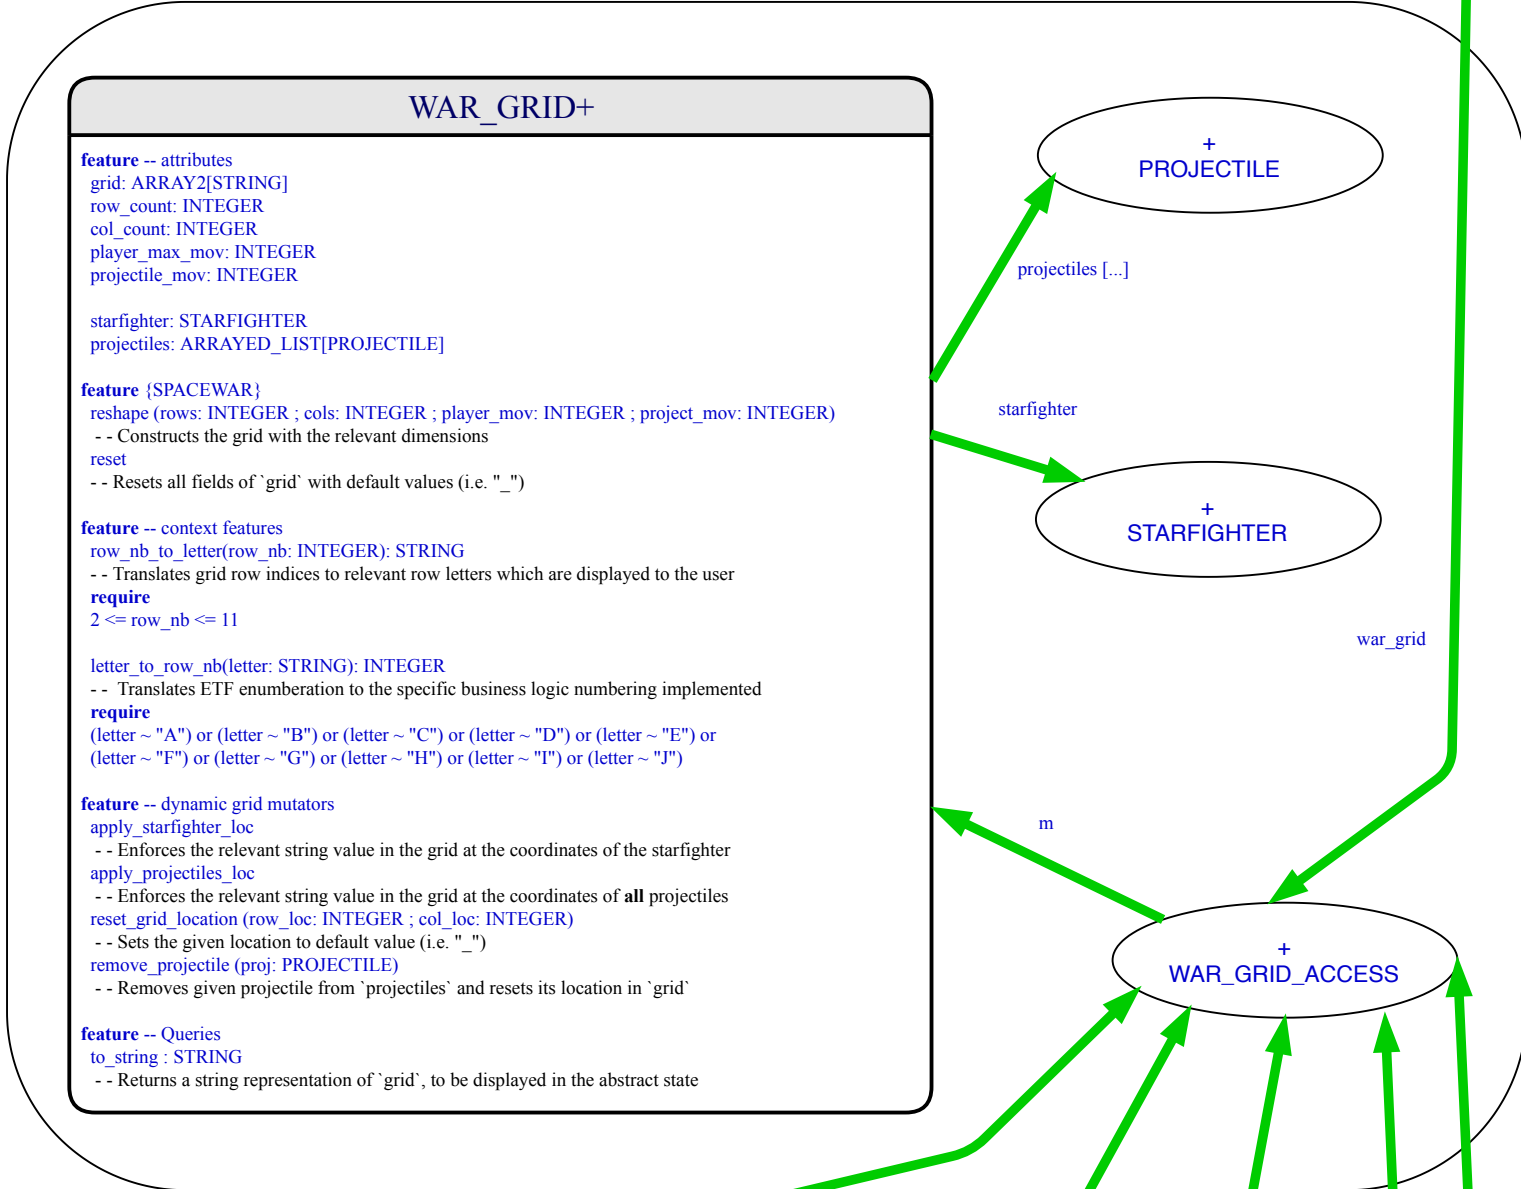 WAR_GRID+
feature -- attributes
grid: ARRAY2[STRING]
row_count: INTEGER
col_count: INTEGER
player_max_mov: INTEGER
projectile_mov: INTEGER
starfighter: STARFIGHTER
projectiles: ARRAYED_LIST[PROJECTILE]
feature {SPACEWAR}
reshape (rows: INTEGER ; cols: INTEGER ; player_mov: INTEGER ; project_mov: INTEGER)
- - Constructs the grid with the relevant dimensions
reset
- - Resets all fields of `grid` with default values (i.e. "_")
feature -- context features
row_nb_to_letter(row_nb: INTEGER): STRING
- - Translates grid row indices to relevant row letters which are displayed to the user
require
2 <= row_nb <= 11
letter_to_row_nb(letter: STRING): INTEGER
- -  Translates ETF enumberation to the specific business logic numbering implemented
require
(letter ~ "A") or (letter ~ "B") or (letter ~ "C") or (letter ~ "D") or (letter ~ "E") or
(letter ~ "F") or (letter ~ "G") or (letter ~ "H") or (letter ~ "I") or (letter ~ "J")
feature -- dynamic grid mutators
apply_starfighter_loc
- - Enforces the relevant string value in the grid at the coordinates of the starfighter
apply_projectiles_loc
- - Enforces the relevant string value in the grid at the coordinates of all projectiles
reset_grid_location (row_loc: INTEGER ; col_loc: INTEGER)
- - Sets the given location to default value (i.e. "_")
remove_projectile (proj: PROJECTILE)
- - Removes given projectile from `projectiles` and resets its location in `grid`
feature -- Queries
to_string : STRING
- - Returns a string representation of `grid`, to be displayed in the abstract state
+
PROJECTILE
projectiles [...]
starfighter
+
STARFIGHTER
war_grid
m
+
WAR_GRID_ACCESS